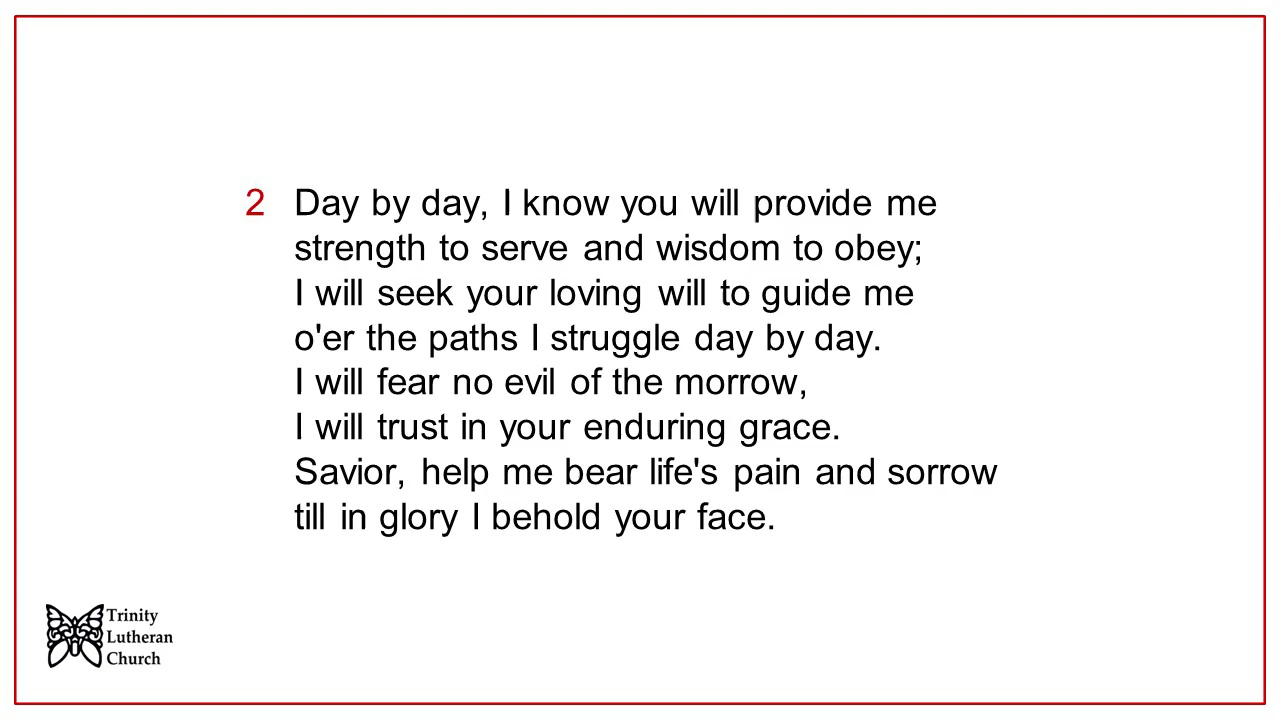 2 Day by day, I know you will provide me
strength to serve and wisdom to obey;
I will seek your loving will to guide me
o'er the paths I struggle day by day.
I will fear no evil of the morrow,
I will trust in your enduring grace.
Savior, help me bear life's pain and sorrow
till in glory I behold your face.
Trinity
Lutheran
Church